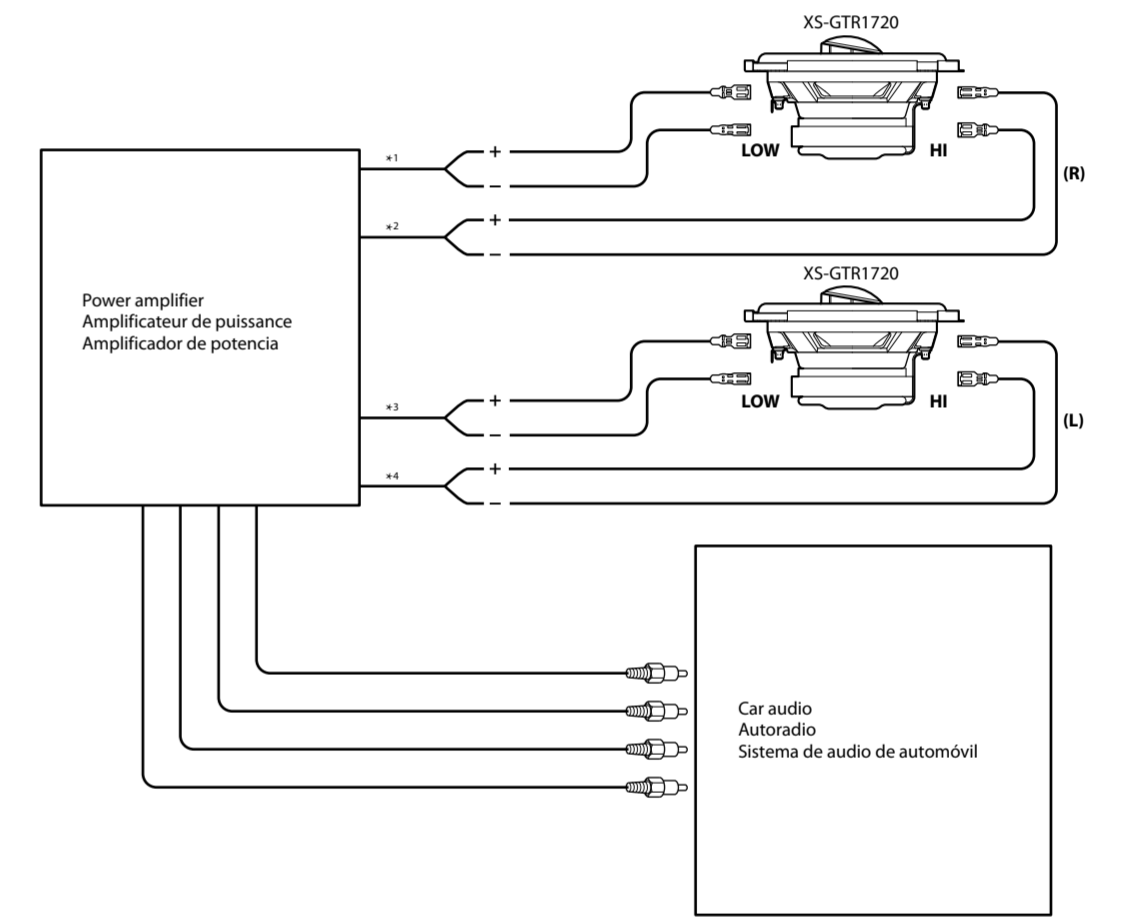 XS-GTR1720
LOW
HI
(R)
*1
+
–
*2
+
–
XS-GTR1720
LOW
HI
(L)
*3
+
–
*4
+
–
Power amplifier
Amplificateur de puissance
Amplificador de potencia
Car audio
Autoradio
Sistema de audio de automóvil